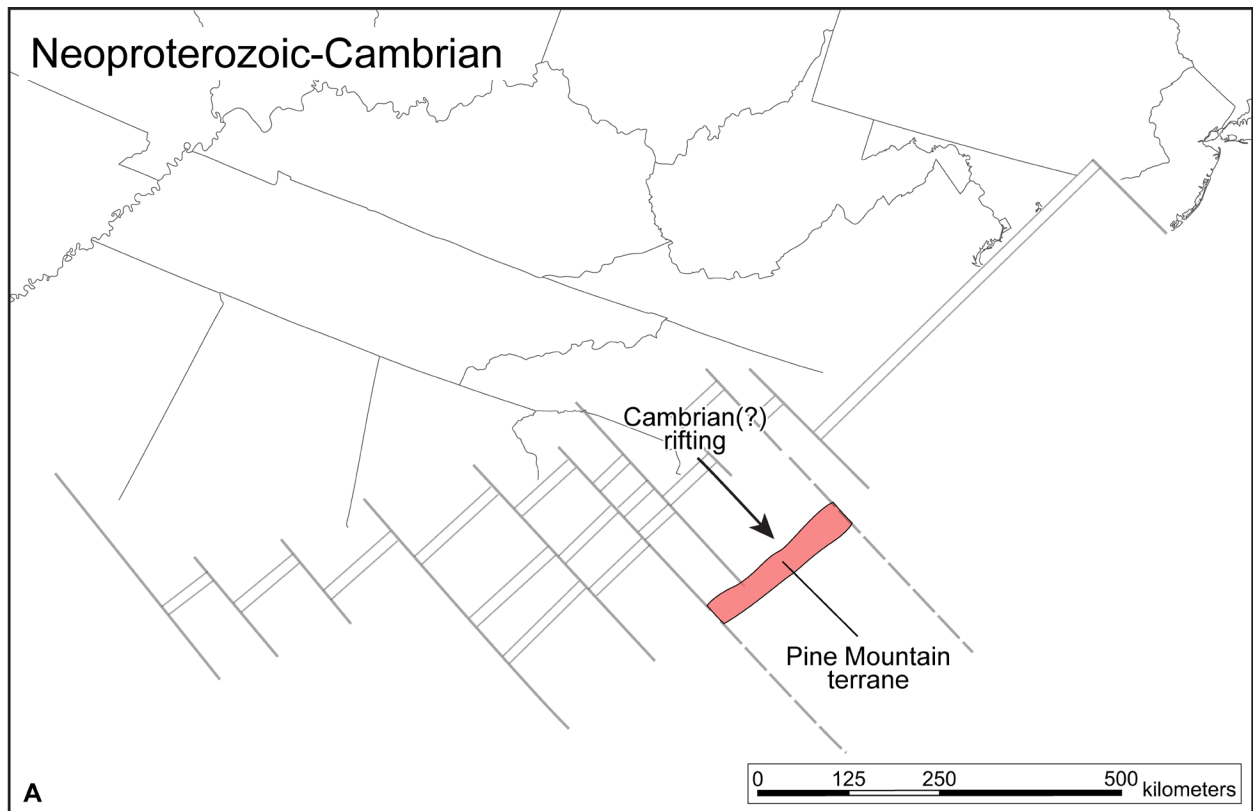 Neoproterozoic-Cambrian
Cambrian(?)
rifting
Pine Mountain
terrane
A
0 125 250 500 kilometers